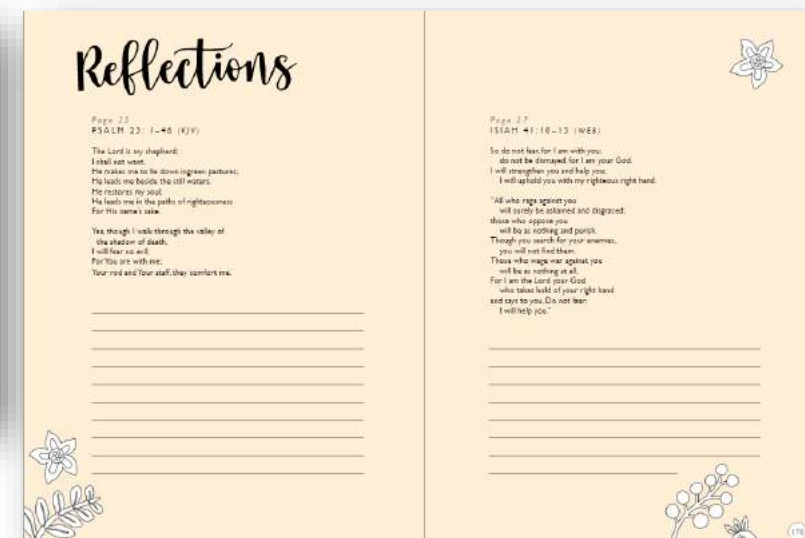 Reflections
Page 25
PSALM 23: 1–46 (KJV)
The Lord is my shepherd;
I shall not want.
He makes me to lie down ingreen pastures;
He leads me beside the still waters.
He restores my soul;
He leads me in the paths of righteousness
For His name's sake.
Yea, though I walk through the valley of
the shadow of death,
I will fear no evil;
For You are with me;
Your rod and Your staff, they comfort me.
Page 27
ISIAH 41:10–13 (WEB)
So do not fear, for I am with you;
do not be dismayed, for I am your God.
I will strengthen you and help you;
I will uphold you with my righteous right hand.
"All who rage against you
will surely be ashamed and disgraced;
those who oppose you
will be as nothing and perish.
Though you search for your enemies,
you will not find them.
Those who wage war against you
will be as nothing at all.
For I am the Lord your God
who takes hold of your right hand
and says to you, Do not fear;
I will help you."
170